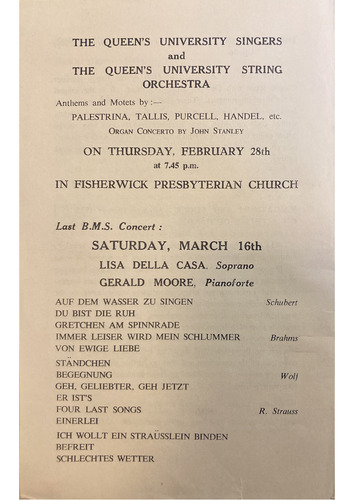 THE QUEEN'S UNIVERSITY SINGERS
and
THE QUEEN'S UNIVERSITY STRING
ORCHESTRA
Anthems and Motets by:—
PALESTRINA, TALLIS, PURCELL, HANDEL, etc.
ORGAN CONCERTO BY JOHN STANLEY
ON THURSDAY, FEBRUARY 28th
at 7.45 p.m.
IN FISHERWICK PRESBYTERIAN CHURCH
Last B.M.S. Concert :
SATURDAY, MARCH 16th
LISA DELLA CASA, Soprano
GERALD MOORE, Pianoforte
AUF DEM WASSER ZU SINGEN Schubert
DU BIST DIE RUH
GRETCHEN AM SPINNRADE
IMMER LEISER WIRD MEIN SCHLUMMER Brahms
VON EWIGE LIEBE
STÄNDCHEN
BEGEGNUNG Wolf
GEH, GELIEBTER, GEH JETZT
ER IST'S
FOUR LAST SONGS R. Strauss
EINERLEI
ICH WOLLT EIN STRAÜSSLEIN BINDEN
BEFREIT
SCHLECHTES WETTER